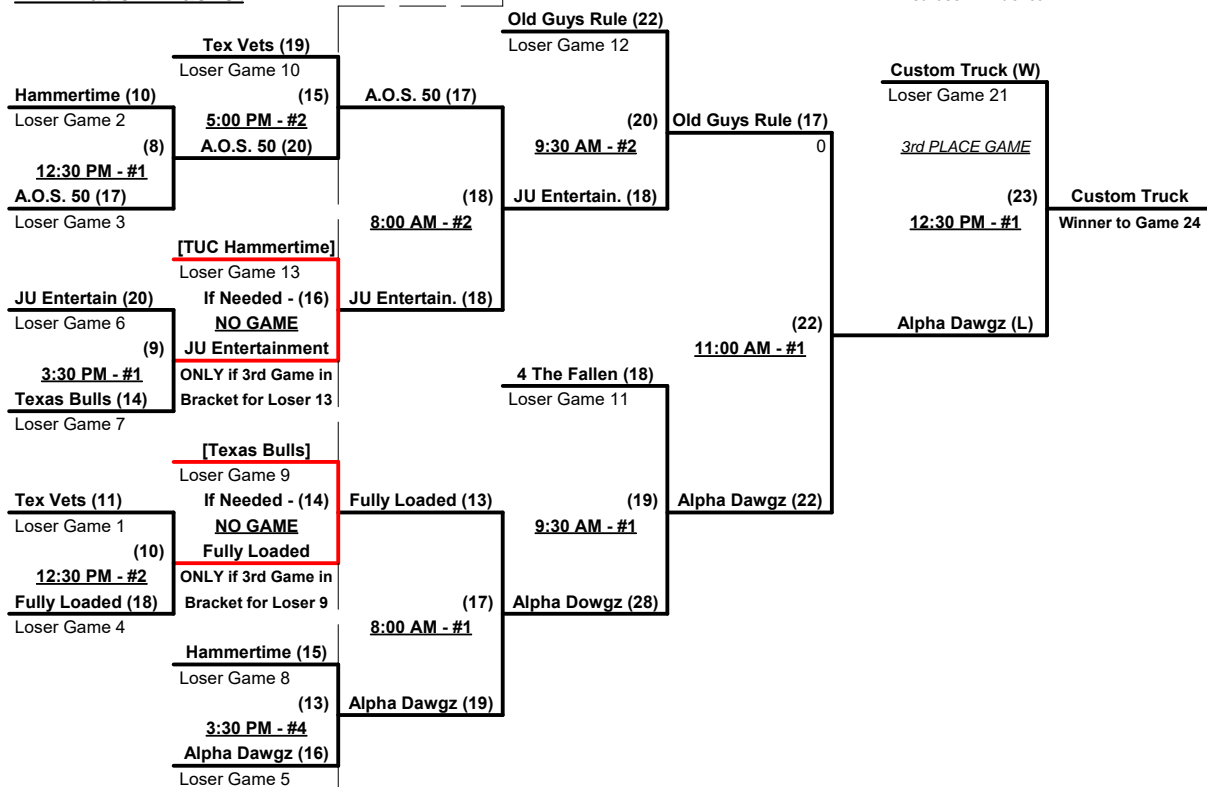 Old Guys Rule (22)
Loser Game 12
Tex Vets (19)
Loser Game 10
Custom Truck (W)
Loser Game 21
Hammertime (10)
(15)
A.O.S. 50 (17)
Loser Game 2
5:00 PM - #2
(20)
Old Guys Rule (17)
(8)
A.O.S. 50 (20)
9:30 AM - #2
0
3rd PLACE GAME
12:30 PM - #1
A.O.S. 50 (17)
(18)
JU Entertain. (18)
(23)
Custom Truck
Loser Game 3
8:00 AM - #2
12:30 PM - #1
Winner to Game 24
[TUC Hammertime]
Loser Game 13
JU Entertain (20)
If Needed - (16)
JU Entertain. (18)
Loser Game 6
NO GAME
(22)
Alpha Dawgz (L)
(9)
JU Entertainment
11:00 AM - #1
3:30 PM - #1
ONLY if 3rd Game in
4 The Fallen (18)
Texas Bulls (14)
Bracket for Loser 13
Loser Game 11
Loser Game 7
[Texas Bulls]
Loser Game 9
Tex Vets (11)
If Needed - (14)
Fully Loaded (13)
(19)
Alpha Dawgz (22)
Loser Game 1
NO GAME
9:30 AM - #1
(10)
Fully Loaded
12:30 PM - #2
ONLY if 3rd Game in
Fully Loaded (18)
Bracket for Loser 9
(17)
Alpha Dowgz (28)
Loser Game 4
8:00 AM - #1
Hammertime (15)
Loser Game 8
(13)
Alpha Dawgz (19)
3:30 PM - #4
Alpha Dawgz (16)
Loser Game 5